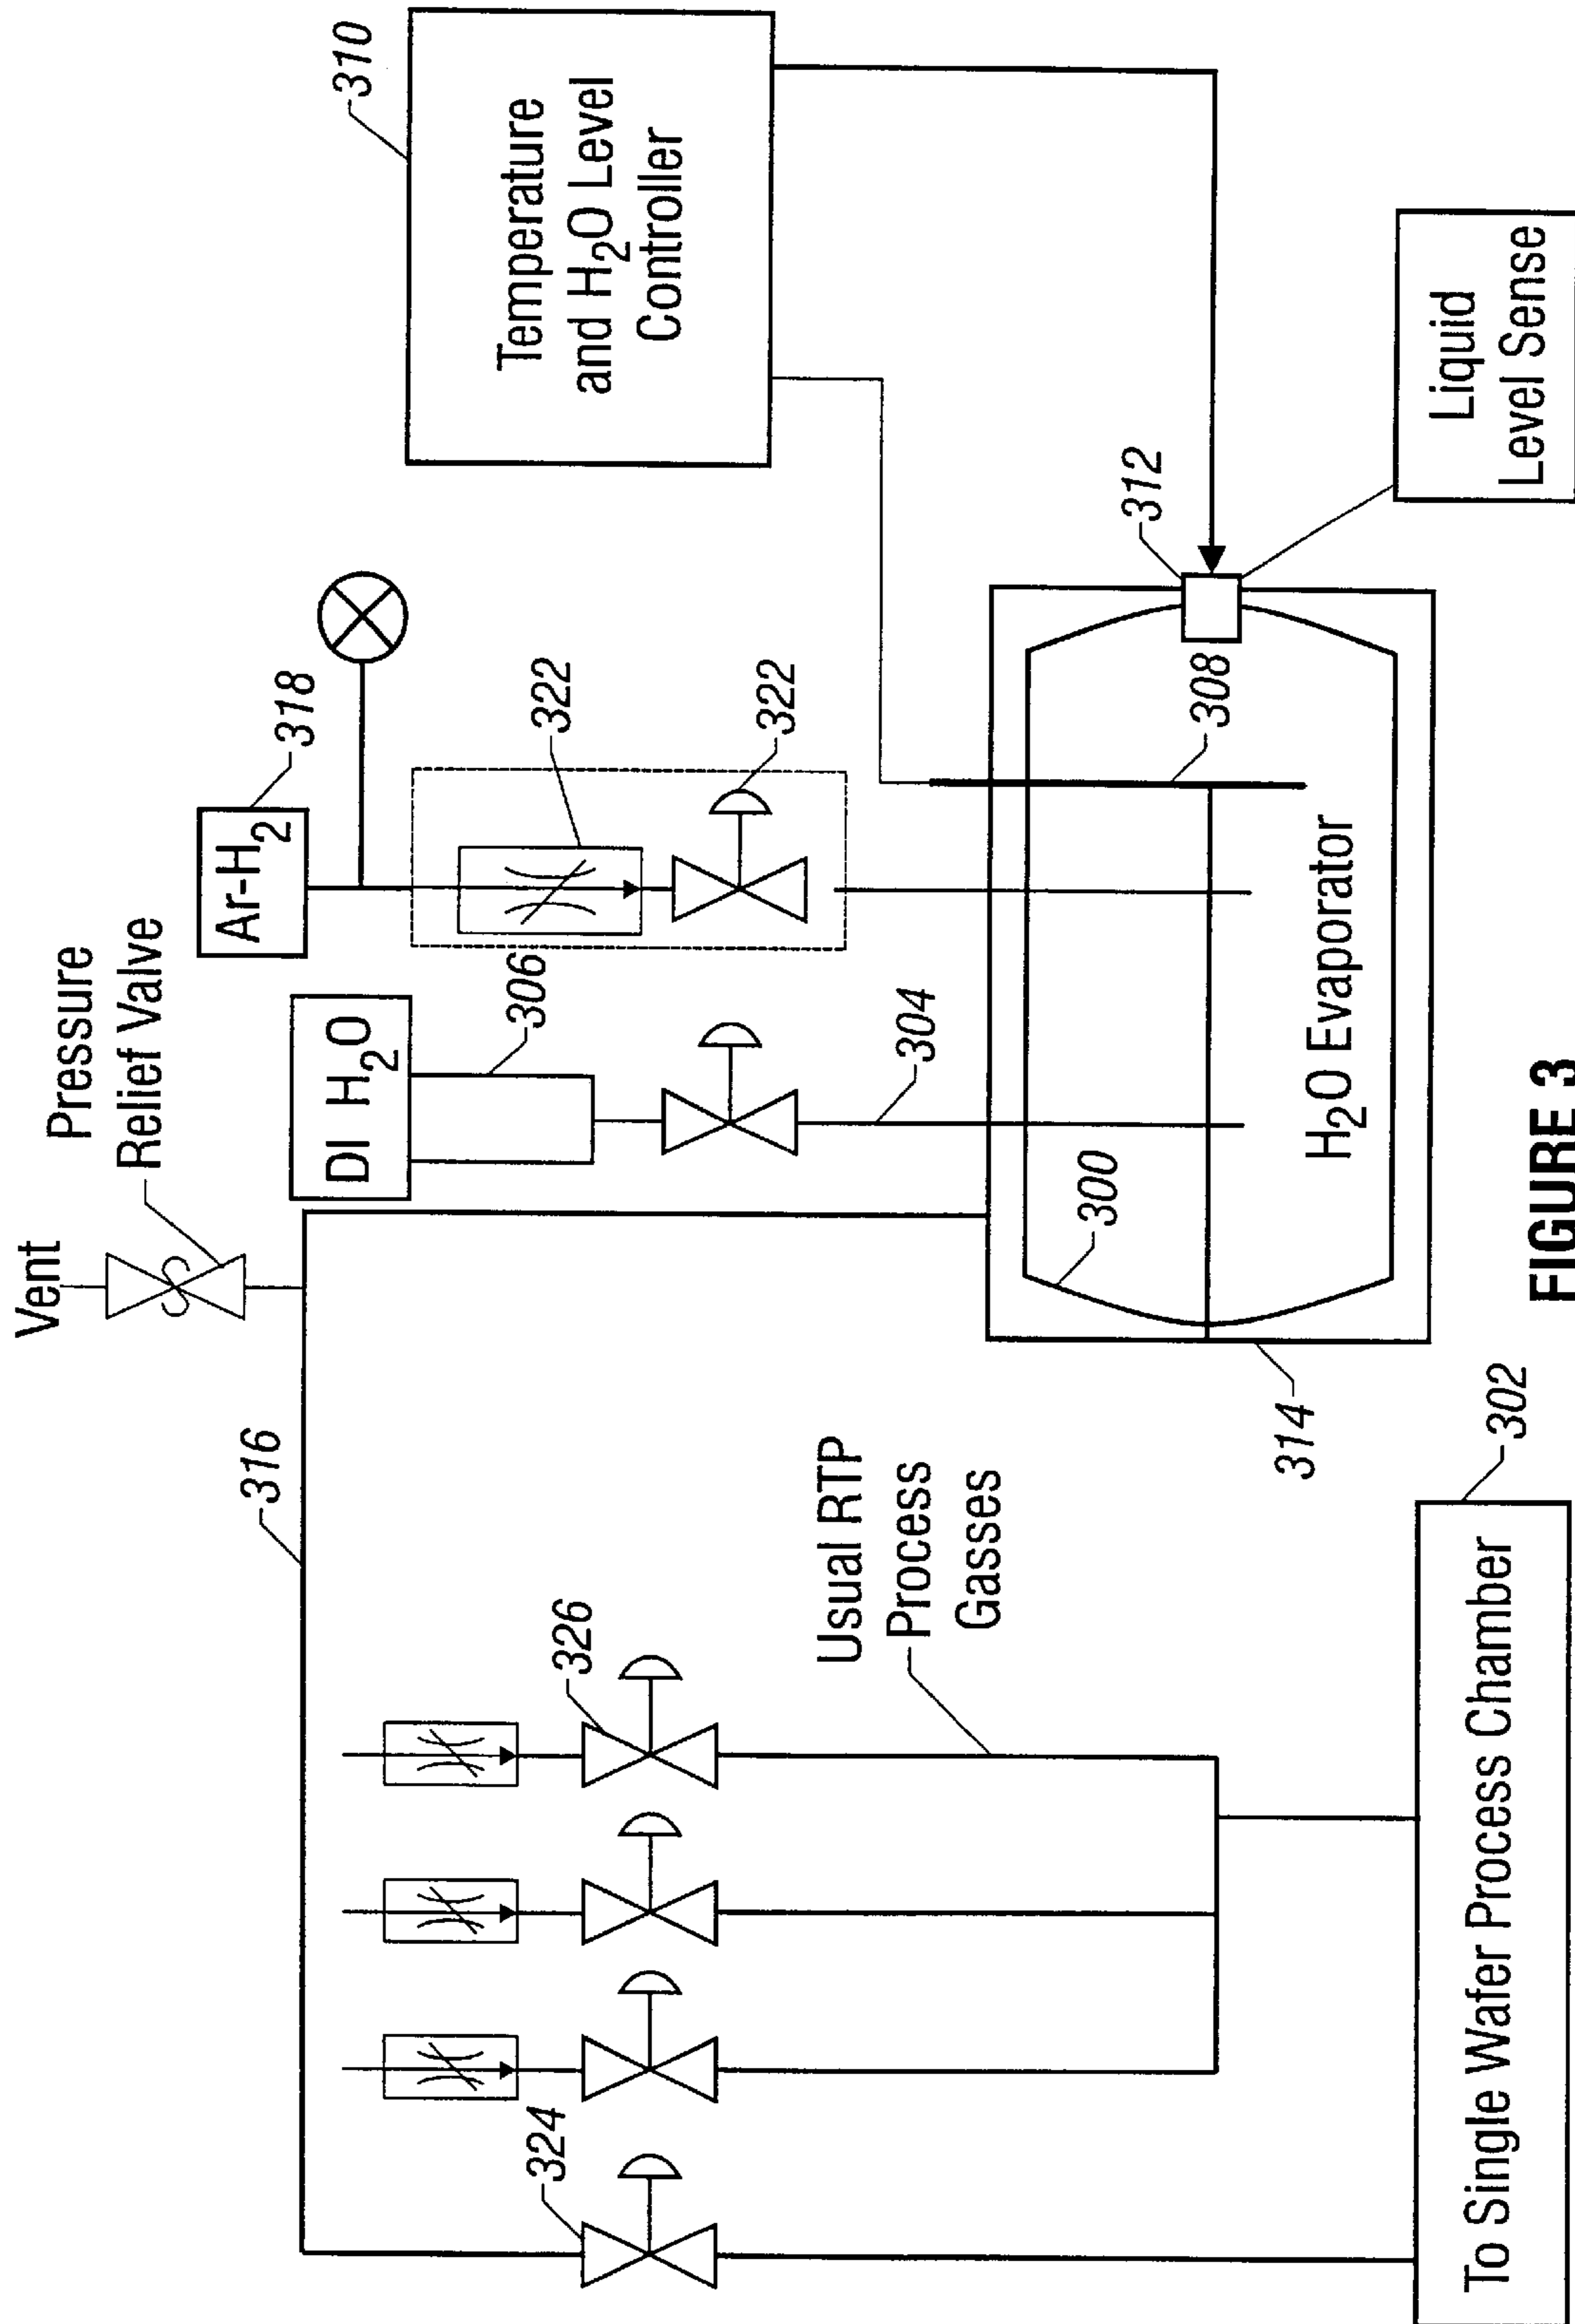 Vent
Pressure
Relief Valve
316
324
326
Usual RTP
Process
Gasses
To Single Wafer Process Chamber
302
DI H₂O
306
304
Ar-H₂
318
322
322
300
314
308
H₂O Evaporator
312
310
Temperature
and H₂O Level
Controller
Liquid
Level Sense
FIGURE 3